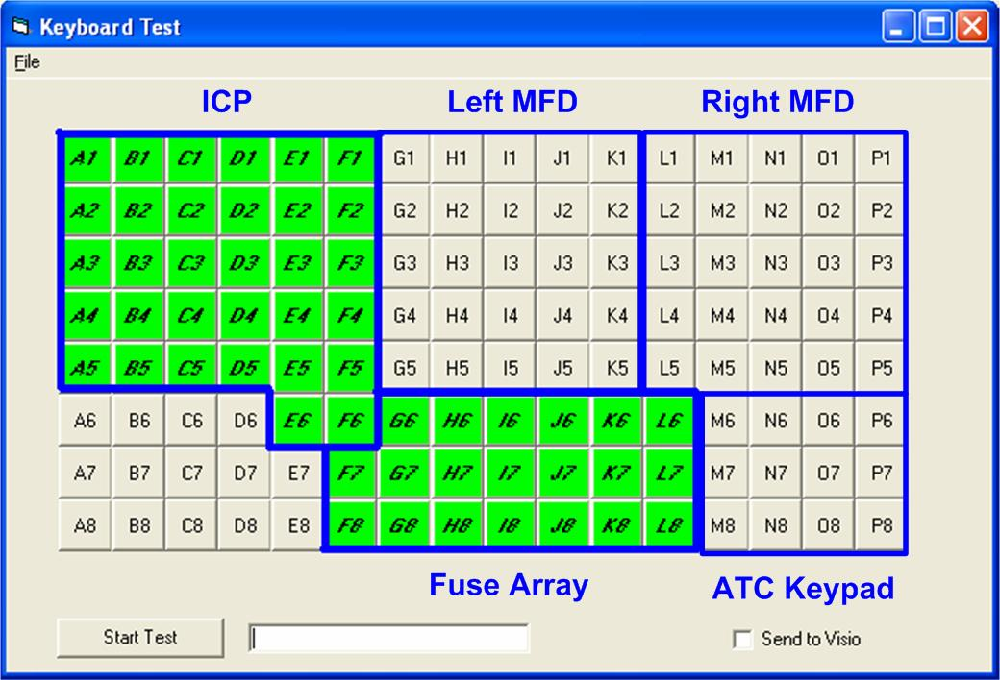 Keyboard Test
File
ICP Left MFD Right MFD
A1 B1 C1 D1 E1 F1 G1 H1 I1 J1 K1 L1 M1 N1 O1 P1
A2 B2 C2 D2 E2 F2 G2 H2 I2 J2 K2 L2 M2 N2 O2 P2
A3 B3 C3 D3 E3 F3 G3 H3 I3 J3 K3 L3 M3 N3 O3 P3
A4 B4 C4 D4 E4 F4 G4 H4 I4 J4 K4 L4 M4 N4 O4 P4
A5 B5 C5 D5 E5 F5 G5 H5 I5 J5 K5 L5 M5 N5 O5 P5
A6 B6 C6 D6 E6 F6 G6 H6 I6 J6 K6 L6 M6 N6 O6 P6
A7 B7 C7 D7 E7 F7 G7 H7 I7 J7 K7 L7 M7 N7 O7 P7
A8 B8 C8 D8 E8 F8 G8 H8 I8 J8 K8 L8 M8 N8 O8 P8
Fuse Array ATC Keypad
Start Test Send to Visio